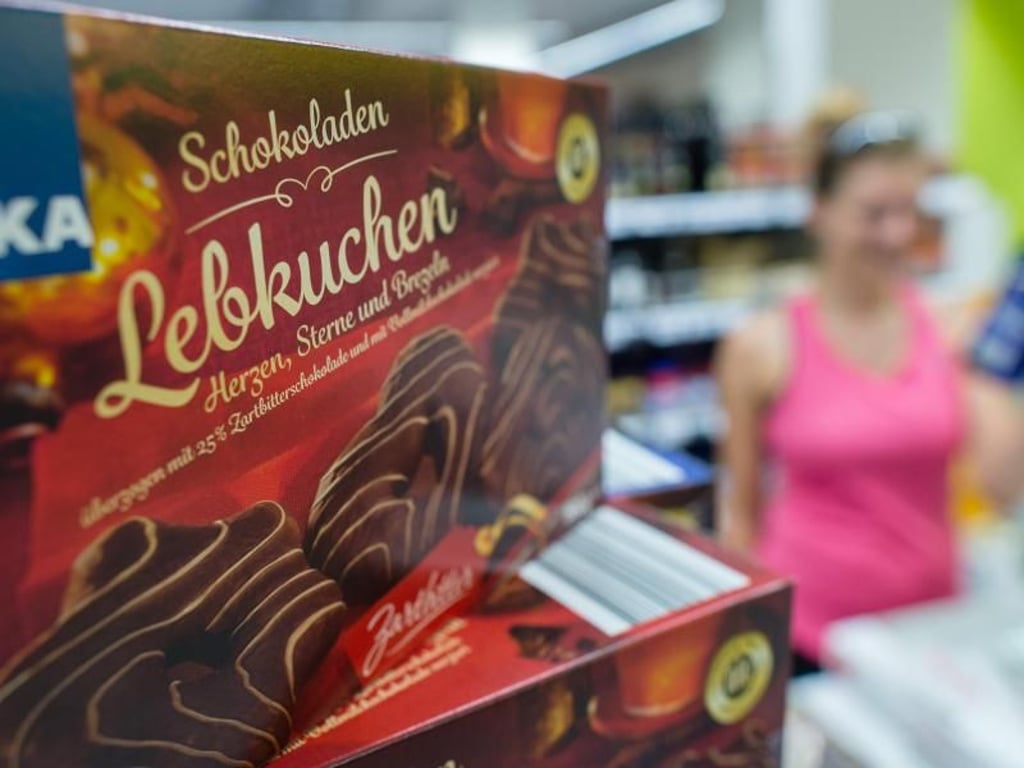 KA
Schokoladen
Lebkuchen
Herzen, Sterne und Brezeln
überzogen mit 25% Zartbitterschokolade und mit Vollmilchschokolade verziert
Zartbitter